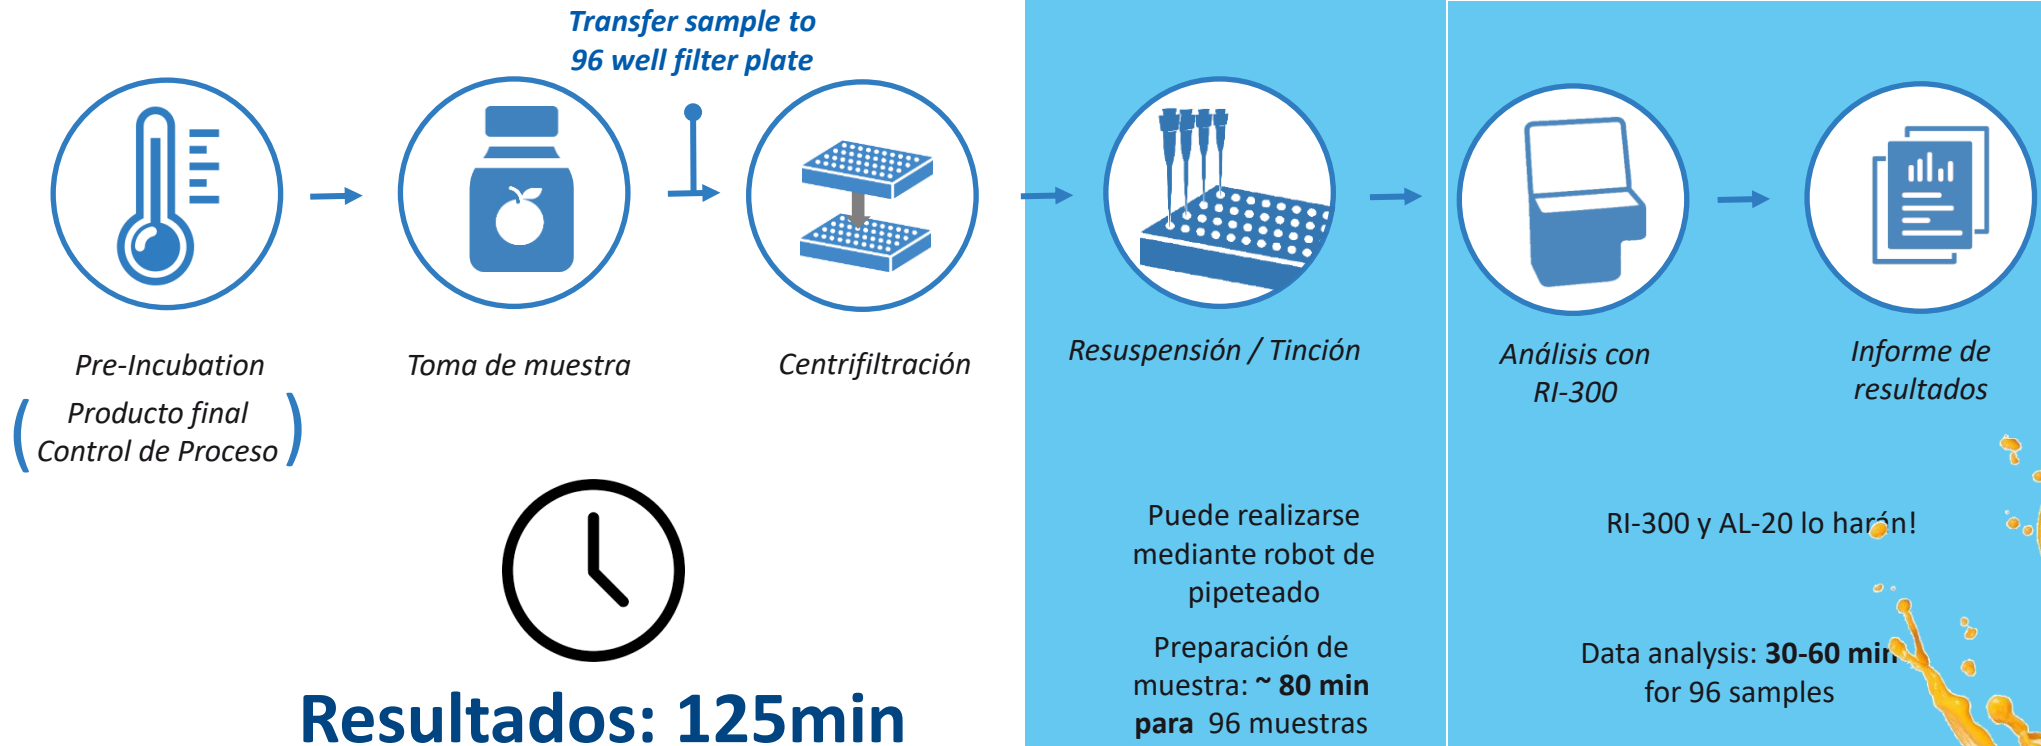 Transfer sample to
96 well filter plate
Pre-Incubation
( Producto final
Control de Proceso )
Toma de muestra
Centrifiltración
Resuspensión / Tinción
Análisis con
RI-300
Informe de
resultados
Resultados: 125min
Puede realizarse
mediante robot de
pipeteado
Preparación de
muestra: ~ 80 min
para 96 muestras
RI-300 y AL-20 lo harán!
Data analysis: 30-60 min
for 96 samples